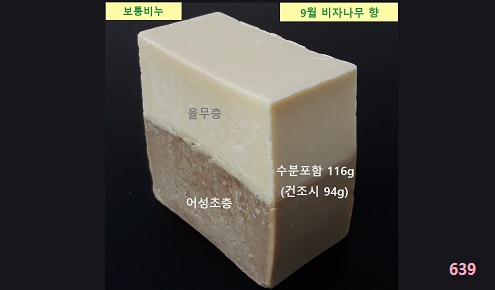 보통비누
9월 비자나무 향
율무층
수분포함 116g
(건조시 94g)
어성초층
639